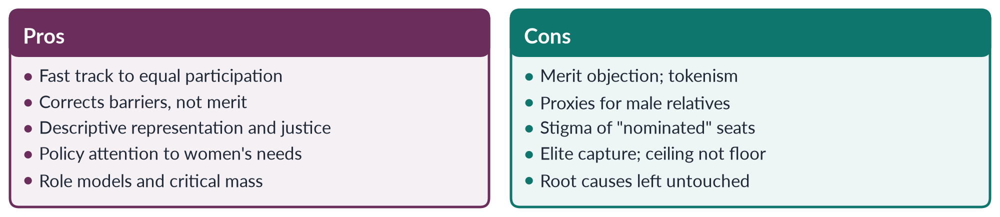 Pros
Fast track to equal participation
Corrects barriers, not merit
Descriptive representation and justice
Policy attention to women's needs
Role models and critical mass
Cons
Merit objection; tokenism
Proxies for male relatives
Stigma of "nominated" seats
Elite capture; ceiling not floor
Root causes left untouched